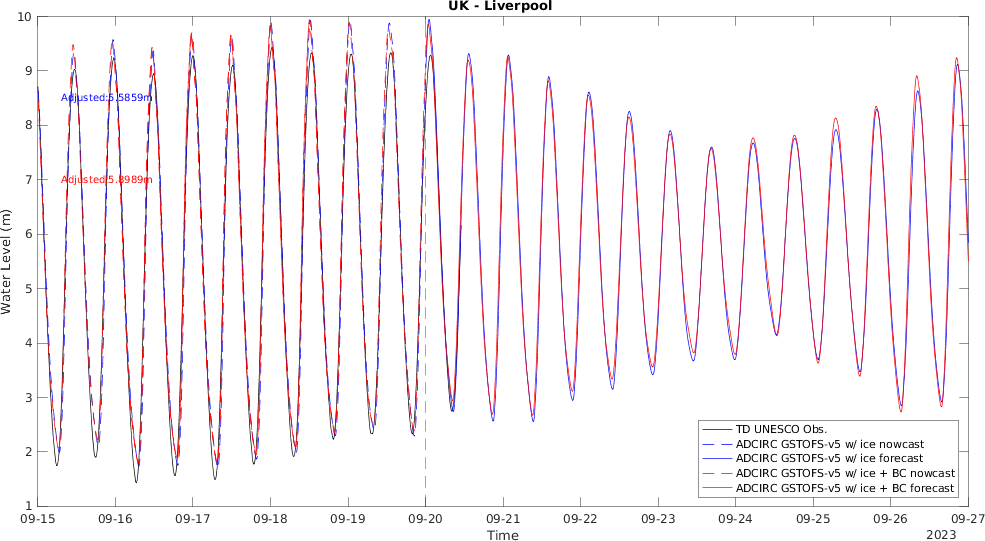 UK - Liverpool
10
9
8
7
6
5
4
3
2
1
Water Level (m)
Adjusted:5.5859m
Adjusted:5.8989m
TD UNESCO Obs.
ADCIRC GSTOFS-v5 w/ ice nowcast
ADCIRC GSTOFS-v5 w/ ice forecast
ADCIRC GSTOFS-v5 w/ ice + BC nowcast
ADCIRC GSTOFS-v5 w/ ice + BC forecast
09-15 09-16 09-17 09-18 09-19 09-20 09-21 09-22 09-23 09-24 09-25 09-26 09-27
Time
2023